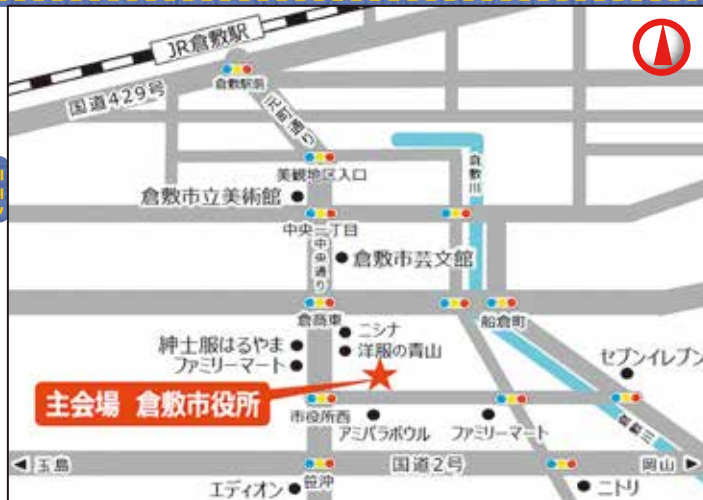 JR倉敷駅
国道429号
倉敷駅前
元町通り
倉敷川
美観地区入口
倉敷市立美術館
中央二丁目
中央通り
倉敷市芸文館
倉商東
船倉町
ニシナ
紳士服はるやま
洋服の青山
ファミリーマート
セブンイレブン
主会場 倉敷市役所
市役所西
アミパラボウル
ファミリーマート
倉敷川
玉島
国道2号
岡山
エディオン
笹沖
ニトリ